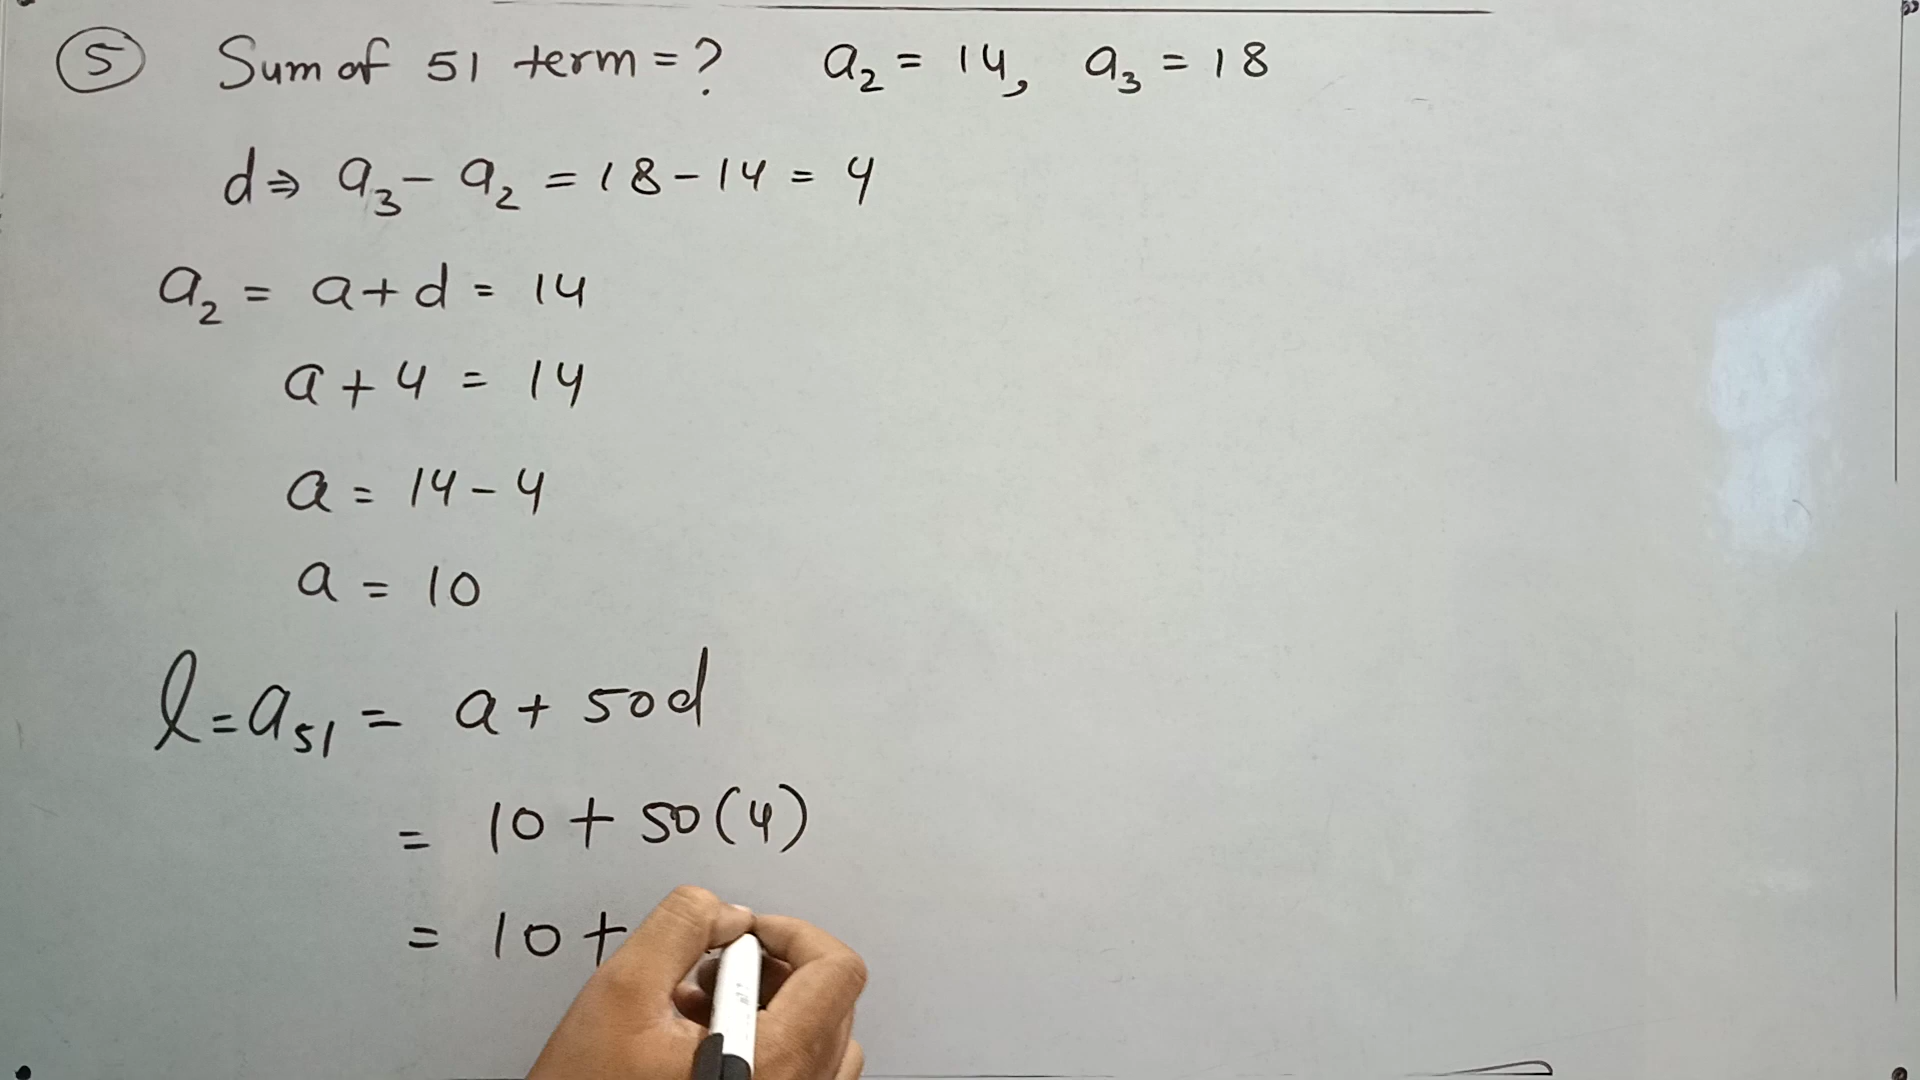 ⑤ Sum of 51 term = ? a₂ = 14, a₃ = 18
d ⇒ a₃ - a₂ = 18 - 14 = 4
a₂ = a + d = 14
a + 4 = 14
a = 14 - 4
a = 10
l = a₅₁ = a + 50d
= 10 + 50(4)
= 10 +